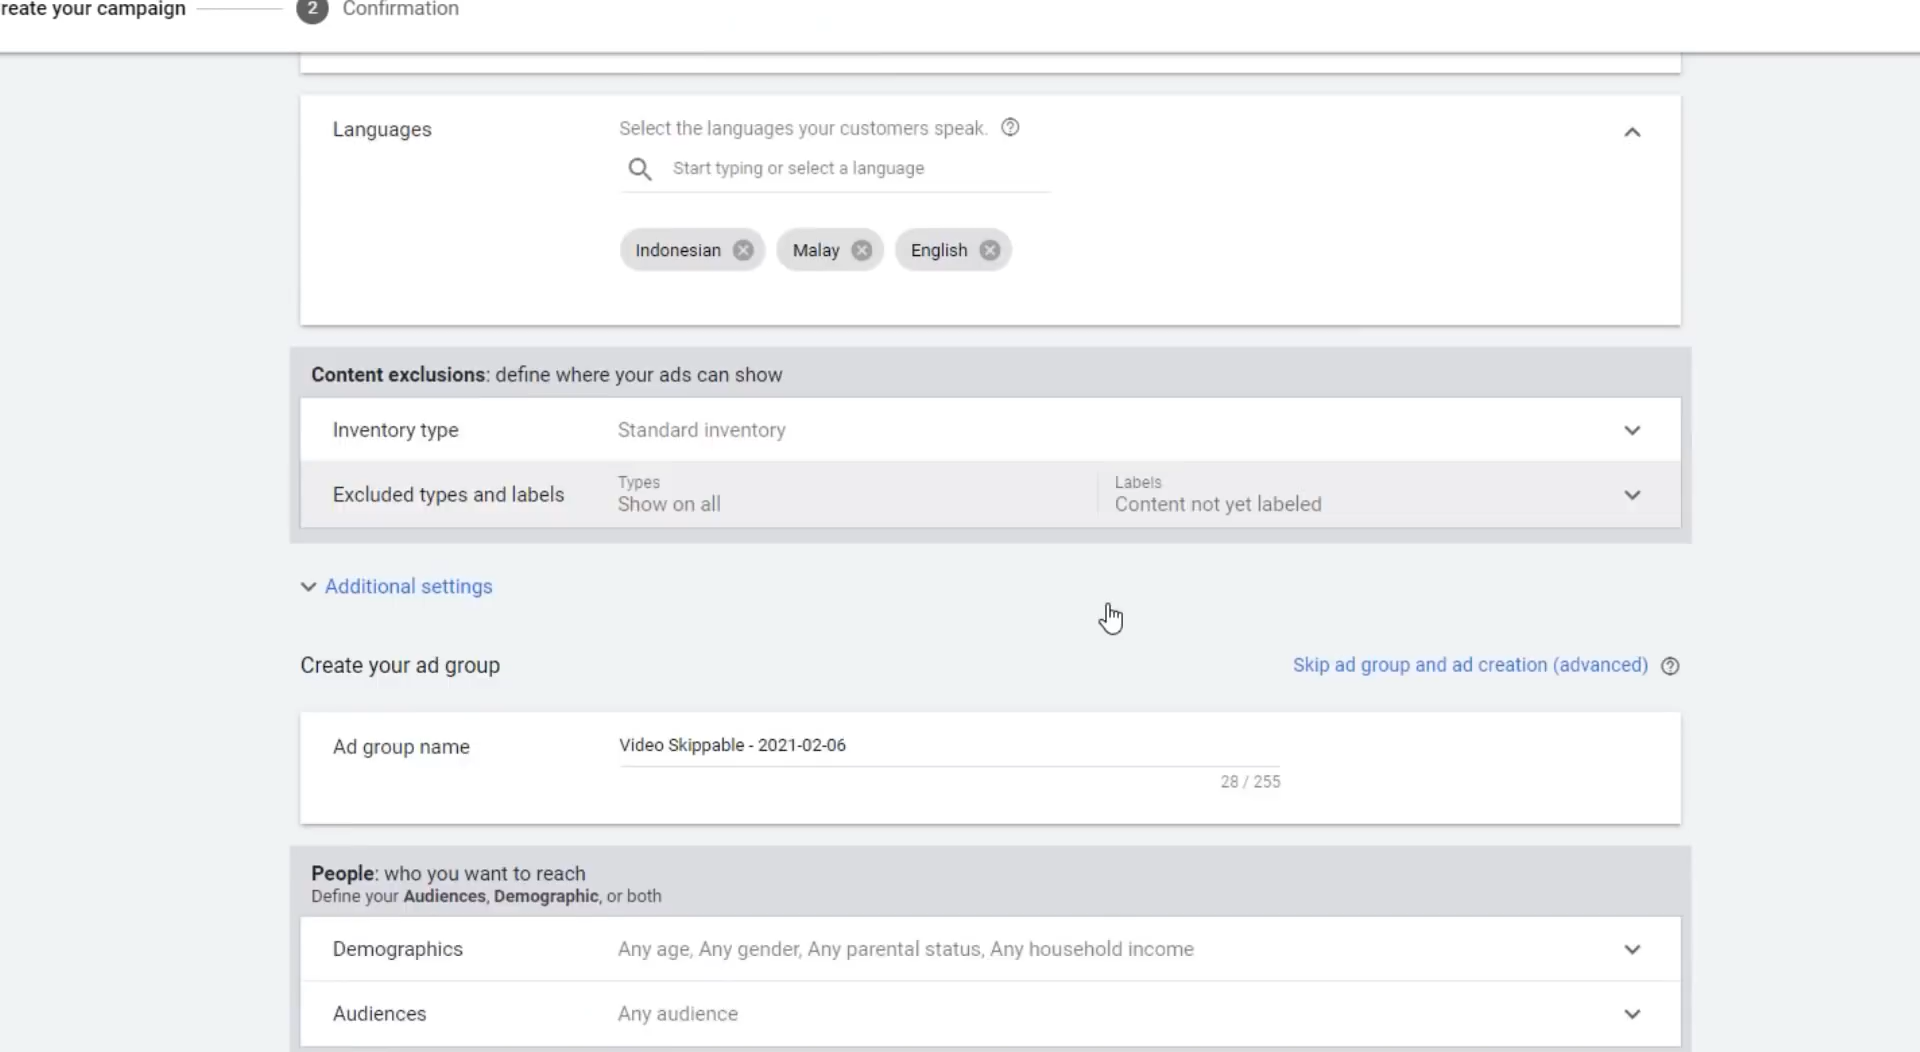 reate your campaign 2 Confirmation
Languages
Select the languages your customers speak.
Start typing or select a language
Indonesian Malay English
Content exclusions: define where your ads can show
Inventory type Standard inventory
Excluded types and labels
Types
Show on all
Labels
Content not yet labeled
Additional settings
Create your ad group
Skip ad group and ad creation (advanced)
Ad group name
Video Skippable - 2021-02-06
28 / 255
People: who you want to reach
Define your Audiences, Demographic, or both
Demographics Any age, Any gender, Any parental status, Any household income
Audiences Any audience